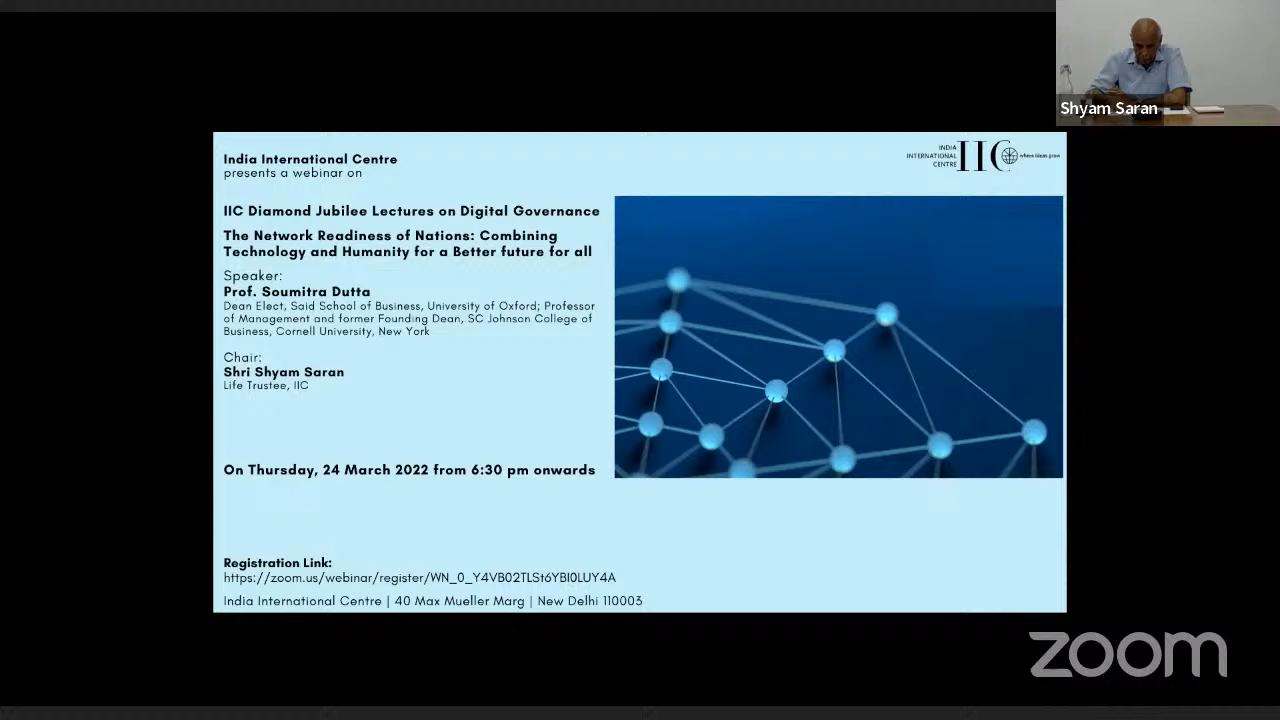 Shyam Saran
India International Centre
presents a webinar on
INDIA
INTERNATIONAL
CENTRE
IIC
where ideas grow
IIC Diamond Jubilee Lectures on Digital Governance
The Network Readiness of Nations: Combining
Technology and Humanity for a Better future for all
Speaker:
Prof. Soumitra Dutta
Dean Elect, Said School of Business, University of Oxford; Professor
of Management and former Founding Dean, SC Johnson College of
Business, Cornell University, New York
Chair:
Shri Shyam Saran
Life Trustee, IIC
On Thursday, 24 March 2022 from 6:30 pm onwards
Registration Link:
https://zoom.us/webinar/register/WN_0_Y4VB02TLSt6YBI0LUY4A
India International Centre | 40 Max Mueller Marg | New Delhi 110003
zoom